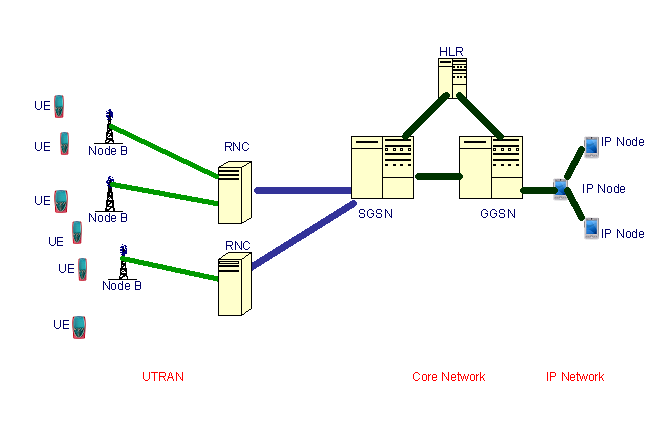 HLR
UE
UE
Node B
RNC
IP Node
UE
Node B
SGSN
GGSN
IP Node
UE
RNC
IP Node
UE
Node B
UE
UTRAN
Core Network
IP Network